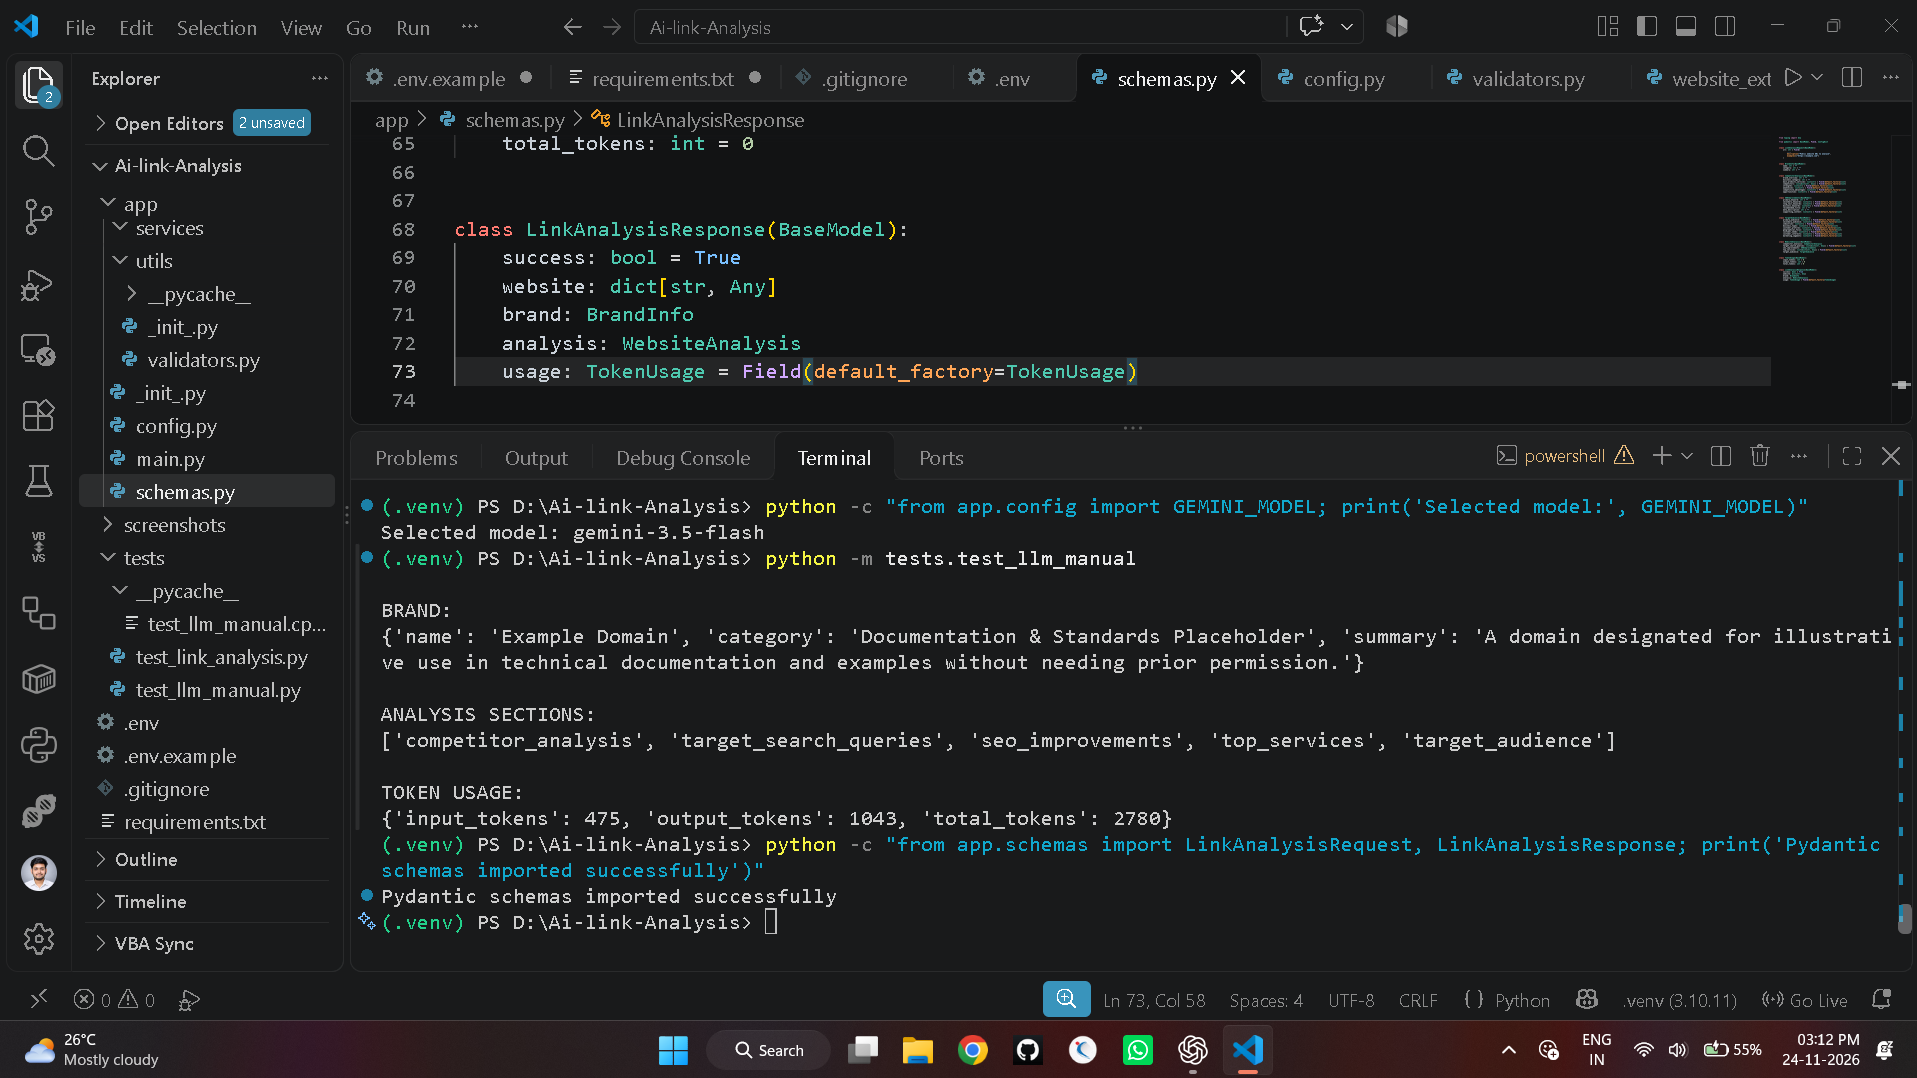 File Edit Selection View Go Run ···
Ai-link-Analysis
Explorer ···
2
Open Editors 2 unsaved
Ai-link-Analysis
app
services
utils
__pycache__
_init_.py
validators.py
_init_.py
config.py
main.py
schemas.py
screenshots
tests
__pycache__
test_llm_manual.cp...
test_link_analysis.py
test_llm_manual.py
.env
.env.example
.gitignore
requirements.txt
Outline
Timeline
VBA Sync
VB
VS
.env.example requirements.txt .gitignore .env schemas.py config.py validators.py website_ext
app > schemas.py > LinkAnalysisResponse
65 total_tokens: int = 0
66
67
68 class LinkAnalysisResponse(BaseModel):
69 success: bool = True
70 website: dict[str, Any]
71 brand: BrandInfo
72 analysis: WebsiteAnalysis
73 usage: TokenUsage = Field(default_factory=TokenUsage)
74
Problems Output Debug Console Terminal Ports powershell
(.venv) PS D:\Ai-link-Analysis> python -c "from app.config import GEMINI_MODEL; print('Selected model:', GEMINI_MODEL)"
Selected model: gemini-3.5-flash
(.venv) PS D:\Ai-link-Analysis> python -m tests.test_llm_manual
BRAND:
{'name': 'Example Domain', 'category': 'Documentation & Standards Placeholder', 'summary': 'A domain designated for illustrati
ve use in technical documentation and examples without needing prior permission.'}
ANALYSIS SECTIONS:
['competitor_analysis', 'target_search_queries', 'seo_improvements', 'top_services', 'target_audience']
TOKEN USAGE:
{'input_tokens': 475, 'output_tokens': 1043, 'total_tokens': 2780}
(.venv) PS D:\Ai-link-Analysis> python -c "from app.schemas import LinkAnalysisRequest, LinkAnalysisResponse; print('Pydantic
schemas imported successfully')"
Pydantic schemas imported successfully
(.venv) PS D:\Ai-link-Analysis>
0 0 Ln 73, Col 58 Spaces: 4 UTF-8 CRLF { } Python .venv (3.10.11) Go Live
26°C
Mostly cloudy
Search
ENG
IN
55%
03:12 PM
24-11-2026